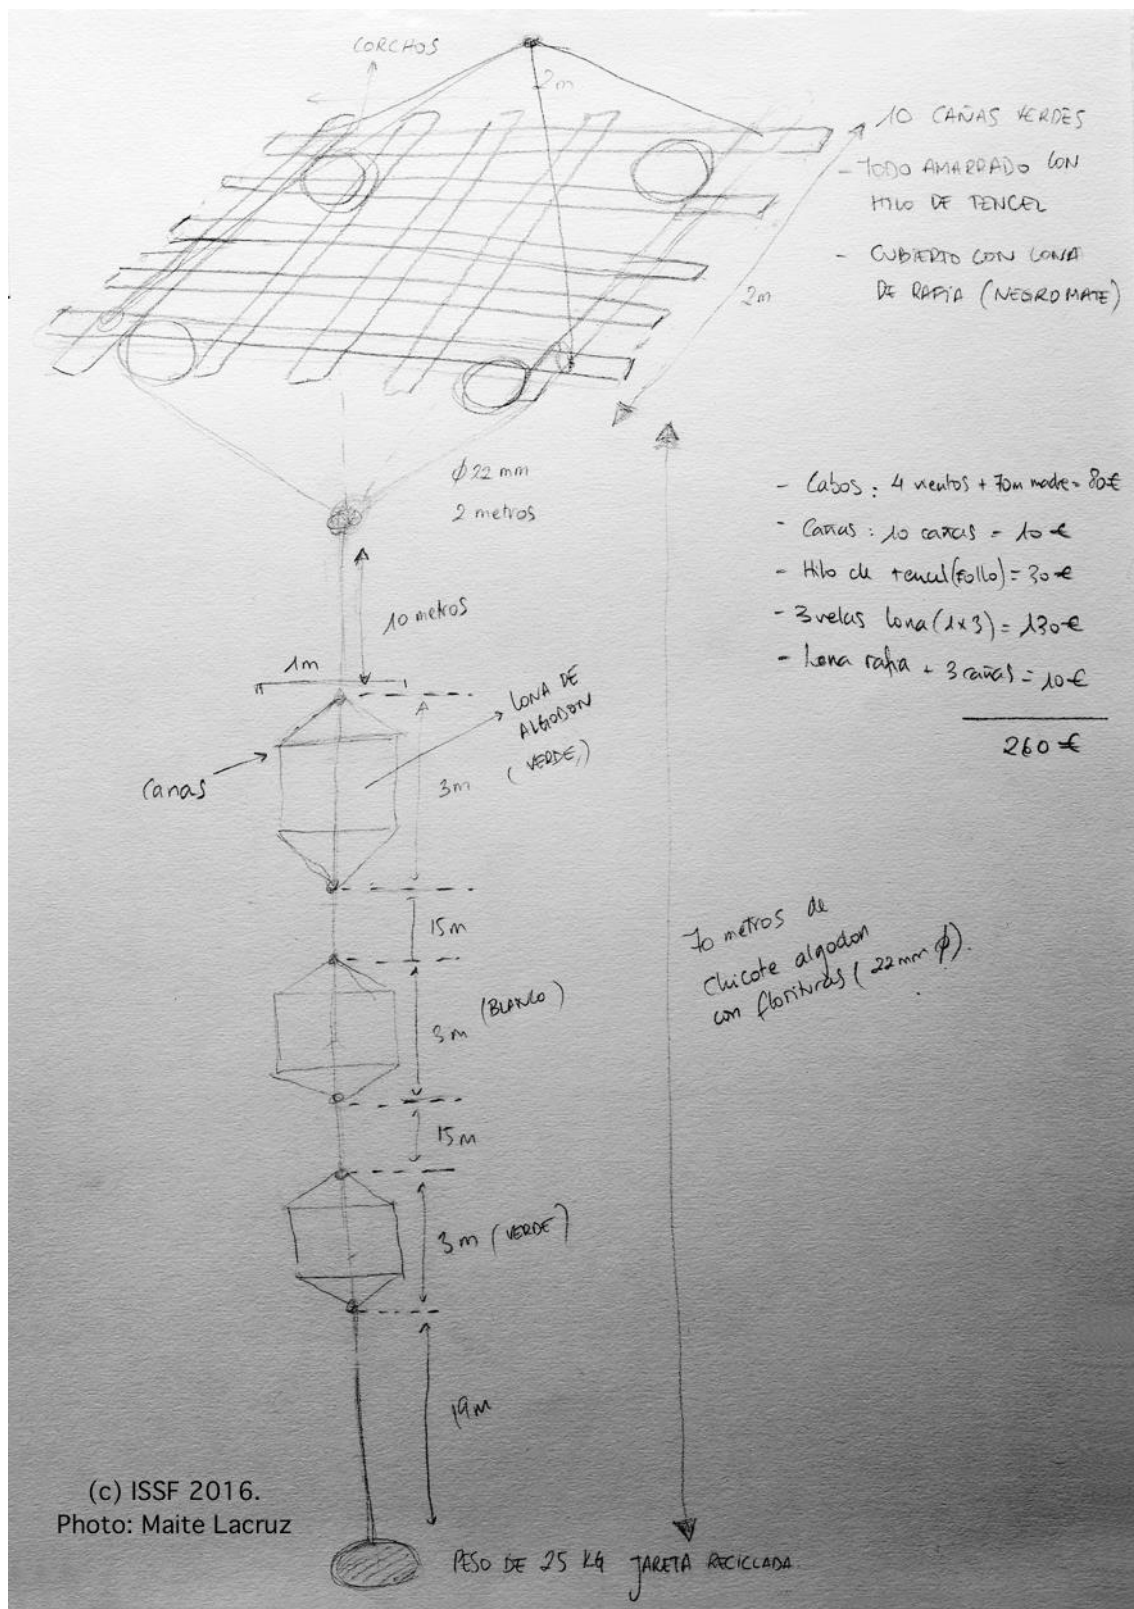 CORCHOS
2m
10 CAÑAS VERDES
- TODO AMARRADO CON
HILO DE TENCEL
- CUBIERTO CON LONA
DE RAFIA (NEGRO MATE)
2m
ϕ 22 mm
2 metros
- Cabos : 4 vientos + 70m madre = 80€
- Cañas : 10 cañas = 10€
- Hilo de tencel (rollo) = 30€
- 3 velas lona (1x3) = 130€
- Lona rafia + 3 cañas = 10€
260€
10 metros
1m
LONA DE
ALGODON
(VERDE)
Canas
3m
15m
3m (BLANCO)
15m
3m (VERDE)
19m
70 metros de
chicote algodon
con florituras (22mm ϕ).
PESO DE 25 KG JARETA RECICLADA
(c) ISSF 2016.
Photo: Maite Lacruz